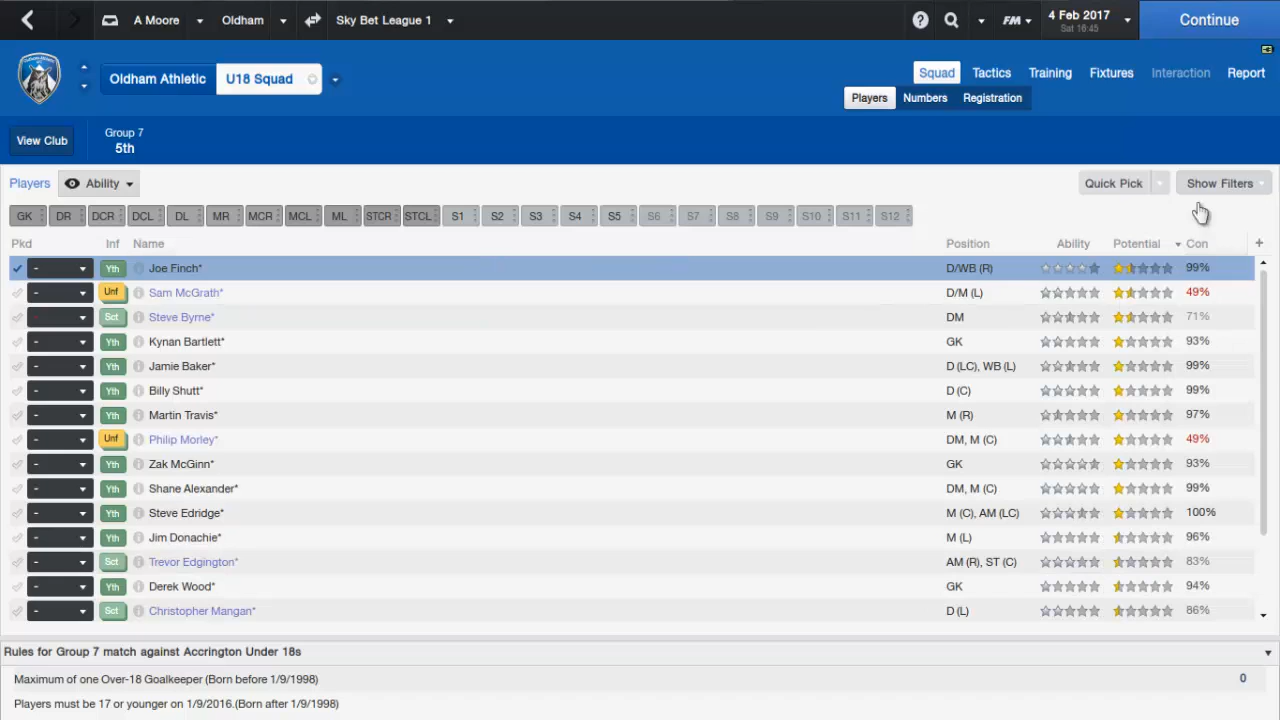 A Moore Oldham Sky Bet League 1 ? FM 4 Feb 2017 Continue
Sat 16:45
Oldham Athletic U18 Squad Squad Tactics Training Fixtures Interaction Report
Players Numbers Registration
View Club Group 7
5th
Players Ability Quick Pick Show Filters
GK DR DCR DCL DL MR MCR MCL ML STCR STCL S1 S2 S3 S4 S5 S6 S7 S8 S9 S10 S11 S12
Pkd Inf Name Position Ability Potential Con +
- Yth Joe Finch* D/WB (R) 99%
- Unf Sam McGrath* D/M (L) 49%
- Sct Steve Byrne* DM 71%
- Yth Kynan Bartlett* GK 93%
- Yth Jamie Baker* D (LC), WB (L) 99%
- Yth Billy Shutt* D (C) 99%
- Yth Martin Travis* M (R) 97%
- Unf Philip Morley* DM, M (C) 49%
- Yth Zak McGinn* GK 93%
- Yth Shane Alexander* DM, M (C) 99%
- Yth Steve Edridge* M (C), AM (LC) 100%
- Yth Jim Donachie* M (L) 96%
- Sct Trevor Edgington* AM (R), ST (C) 83%
- Yth Derek Wood* GK 94%
- Sct Christopher Mangan* D (L) 86%
Rules for Group 7 match against Accrington Under 18s
Maximum of one Over-18 Goalkeeper (Born before 1/9/1998) 0
Players must be 17 or younger on 1/9/2016.(Born after 1/9/1998)